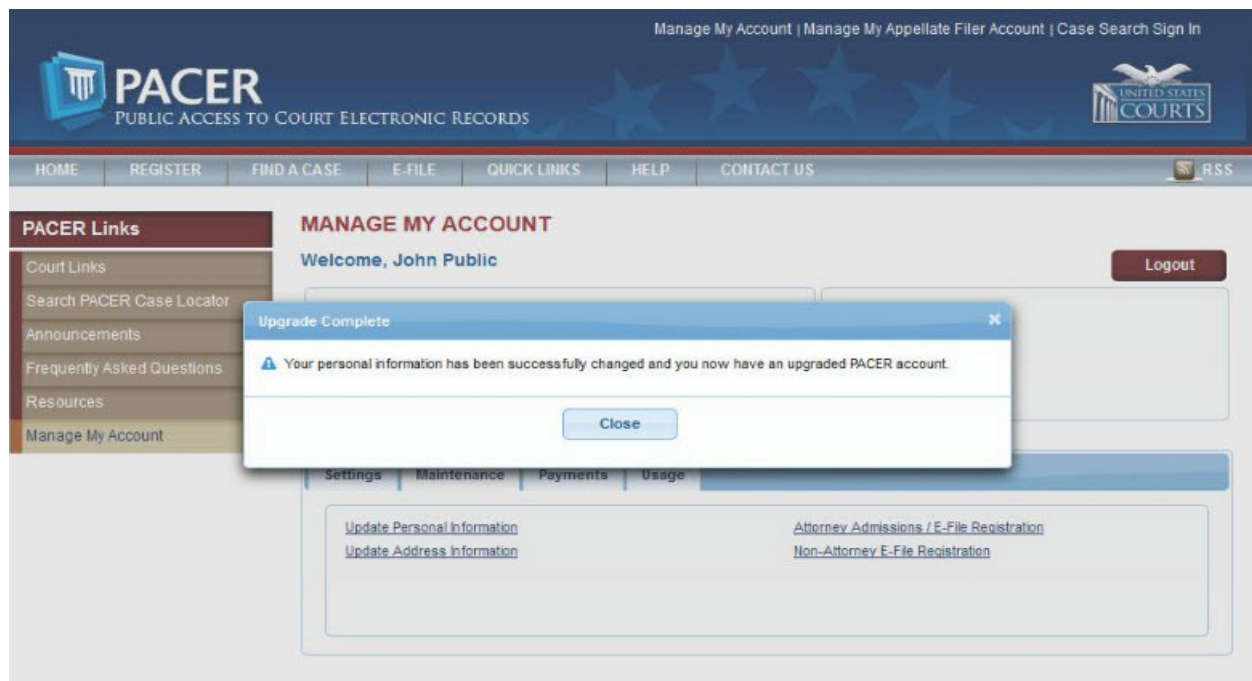 Manage My Account | Manage My Appellate Filer Account | Case Search Sign In
PACER
PUBLIC ACCESS TO COURT ELECTRONIC RECORDS
UNITED STATES
COURTS
HOME REGISTER FIND A CASE E-FILE QUICK LINKS HELP CONTACT US RSS
PACER Links
Court Links
Search PACER Case Locator
Announcements
Frequently Asked Questions
Resources
Manage My Account
MANAGE MY ACCOUNT
Welcome, John Public
Logout
Upgrade Complete
Your personal information has been successfully changed and you now have an upgraded PACER account.
Close
Settings Maintenance Payments Usage
Update Personal Information
Update Address Information
Attorney Admissions / E-File Registration
Non-Attorney E-File Registration